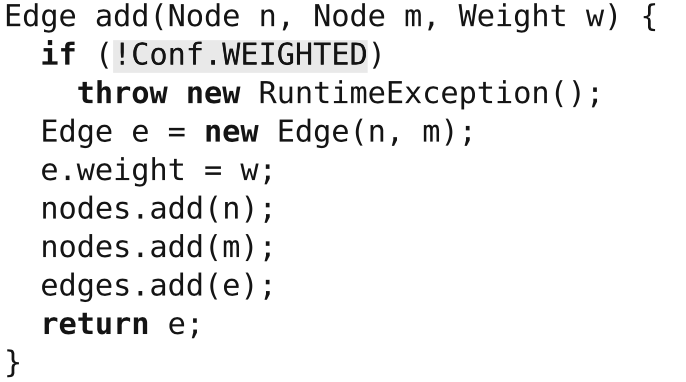 Edge add(Node n, Node m, Weight w) {
  if (!Conf.WEIGHTED)
    throw new RuntimeException();
  Edge e = new Edge(n, m);
  e.weight = w;
  nodes.add(n);
  nodes.add(m);
  edges.add(e);
  return e;
}